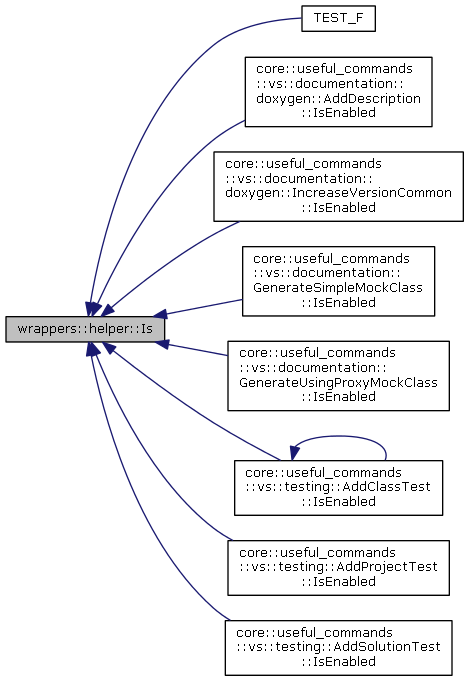 TEST_F
core::useful_commands
::vs::documentation::
doxygen::AddDescription
::IsEnabled
core::useful_commands
::vs::documentation::
doxygen::IncreaseVersionCommon
::IsEnabled
core::useful_commands
::vs::documentation::
GenerateSimpleMockClass
::IsEnabled
wrappers::helper::Is
core::useful_commands
::vs::documentation::
GenerateUsingProxyMockClass
::IsEnabled
core::useful_commands
::vs::testing::AddClassTest
::IsEnabled
core::useful_commands
::vs::testing::AddProjectTest
::IsEnabled
core::useful_commands
::vs::testing::AddSolutionTest
::IsEnabled